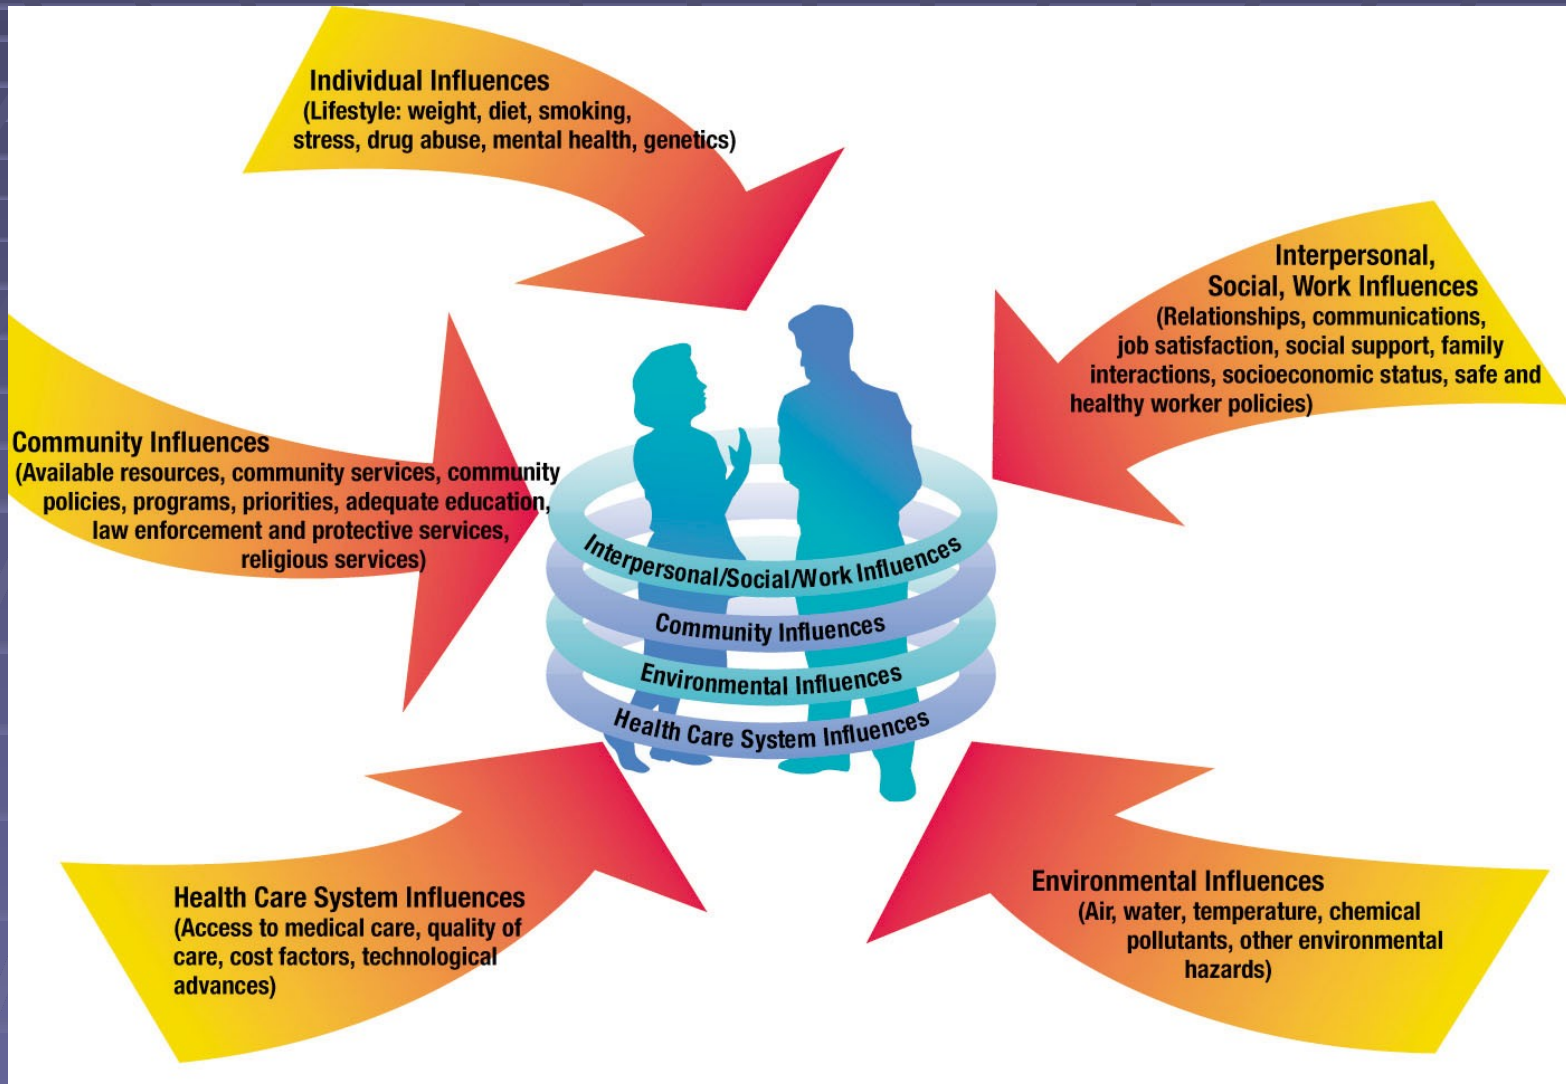 Individual Influences
(Lifestyle: weight, diet, smoking,
stress, drug abuse, mental health, genetics)
Interpersonal,
Social, Work Influences
(Relationships, communications,
job satisfaction, social support, family
interactions, socioeconomic status, safe and
healthy worker policies)
Community Influences
(Available resources, community services, community
policies, programs, priorities, adequate education,
law enforcement and protective services,
religious services)
Interpersonal/Social/Work Influences
Community Influences
Environmental Influences
Health Care System Influences
Health Care System Influences
(Access to medical care, quality of
care, cost factors, technological
advances)
Environmental Influences
(Air, water, temperature, chemical
pollutants, other environmental
hazards)